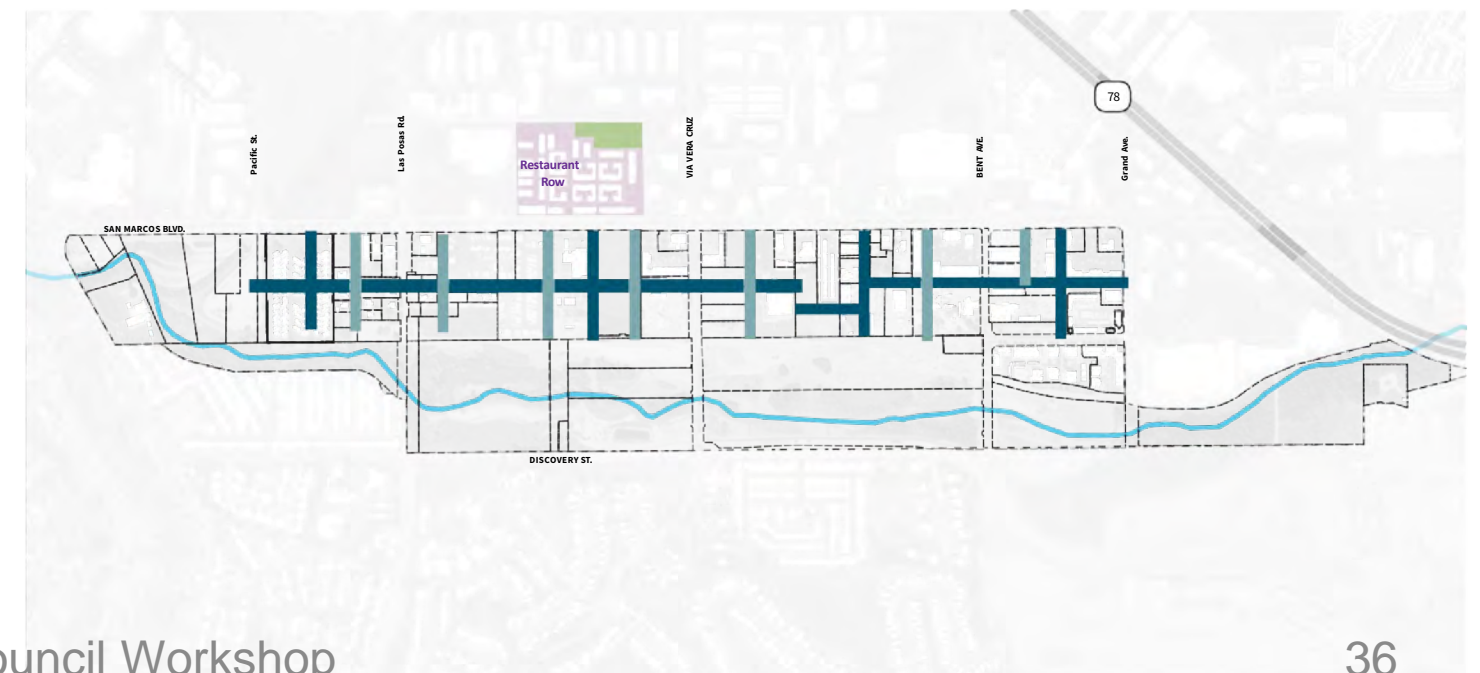 78
Pacific St.
Las Posas Rd.
VIA VERA CRUZ
BENT AVE.
Grand Ave.
Restaurant
Row
SAN MARCOS BLVD.
DISCOVERY ST.
ouncil Workshop
36